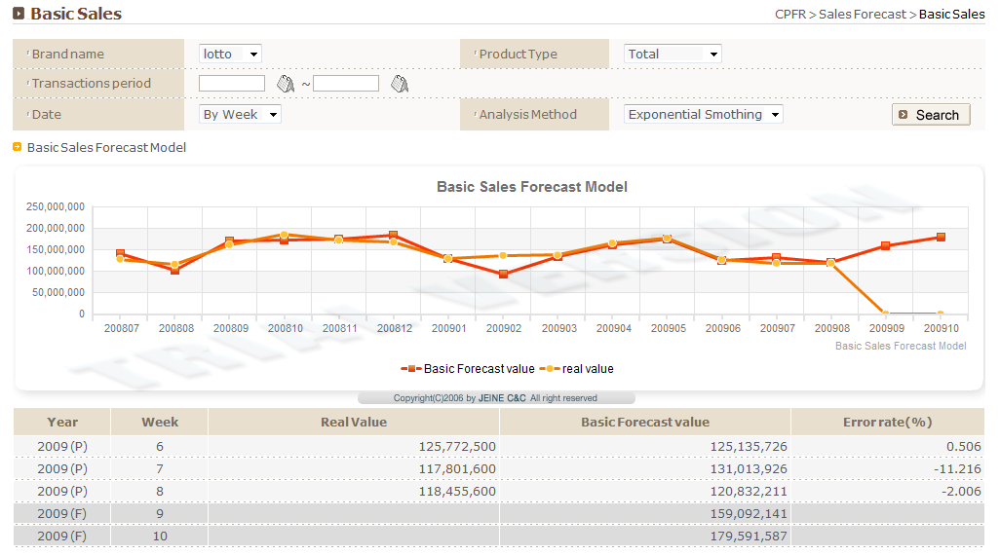 Basic Sales
CPFR > Sales Forecast > Basic Sales
Brand name lotto Product Type Total
Transactions period ~
Date By Week Analysis Method Exponential Smothing Search
Basic Sales Forecast Model
Basic Sales Forecast Model
250,000,000
200,000,000
150,000,000
100,000,000
50,000,000
0
200807 200808 200809 200810 200811 200812 200901 200902 200903 200904 200905 200906 200907 200908 200909 200910
Basic Sales Forecast Model
TRIAL VERSION
Basic Forecast value real value
Copyright(C)2006 by JEINE C&C All right reserved
Year Week Real Value Basic Forecast value Error rate(%)
2009 (P) 6 125,772,500 125,135,726 0.506
2009 (P) 7 117,801,600 131,013,926 -11.216
2009 (P) 8 118,455,600 120,832,211 -2.006
2009 (F) 9 159,092,141
2009 (F) 10 179,591,587